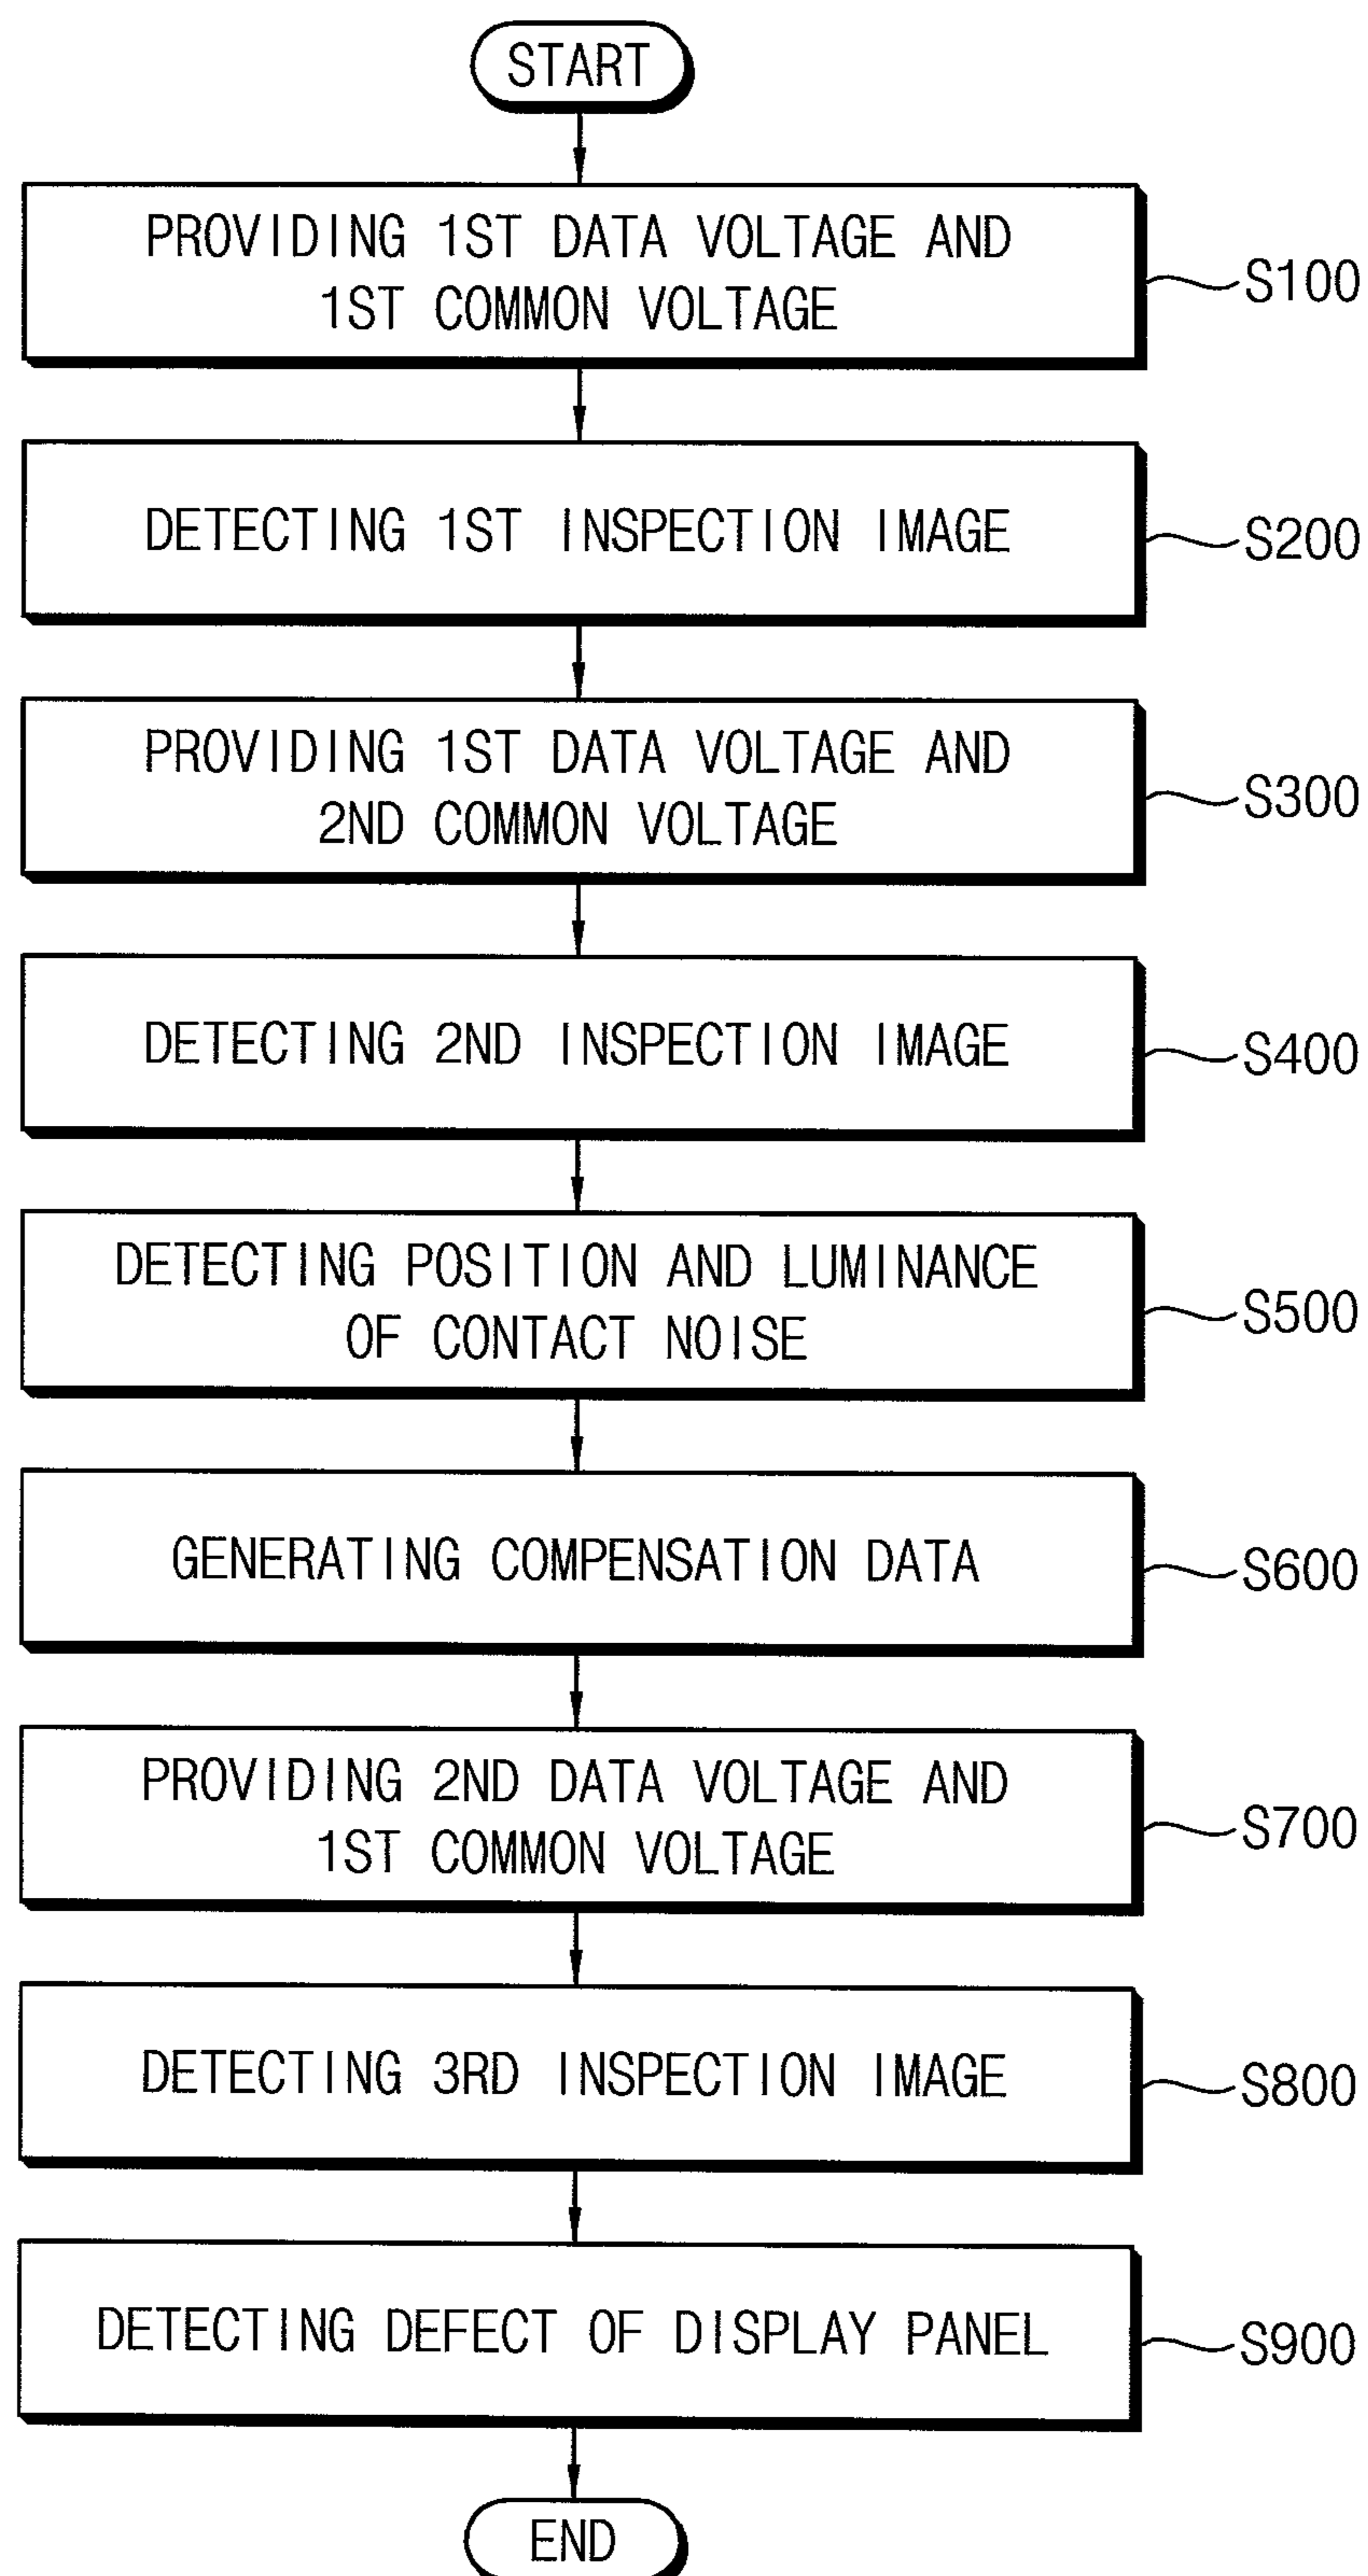 START
PROVIDING 1ST DATA VOLTAGE AND
1ST COMMON VOLTAGE
S100
DETECTING 1ST INSPECTION IMAGE
S200
PROVIDING 1ST DATA VOLTAGE AND
2ND COMMON VOLTAGE
S300
DETECTING 2ND INSPECTION IMAGE
S400
DETECTING POSITION AND LUMINANCE
OF CONTACT NOISE
S500
GENERATING COMPENSATION DATA
S600
PROVIDING 2ND DATA VOLTAGE AND
1ST COMMON VOLTAGE
S700
DETECTING 3RD INSPECTION IMAGE
S800
DETECTING DEFECT OF DISPLAY PANEL
S900
END